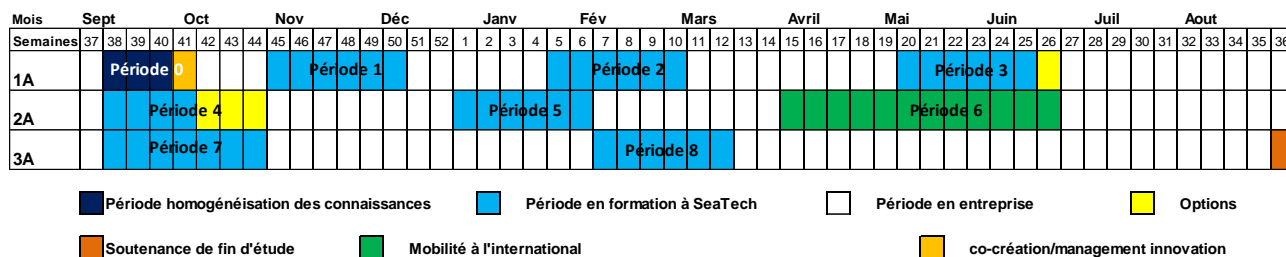 Mois Sept Oct Nov Déc Janv Fév Mars Avril Mai Juin Juil Aout
Semaines 37 38 39 40 41 42 43 44 45 46 47 48 49 50 51 52 1 2 3 4 5 6 7 8 9 10 11 12 13 14 15 16 17 18 19 20 21 22 23 24 25 26 27 28 29 30 31 32 33 34 35 36
1A Période 0 Période 1 Période 2 Période 3
2A Période 4 Période 5 Période 6
3A Période 7 Période 8
Période homogénéisation des connaissances Période en formation à SeaTech Période en entreprise Options
Soutenance de fin d'étude Mobilité à l'international co-création/management innovation